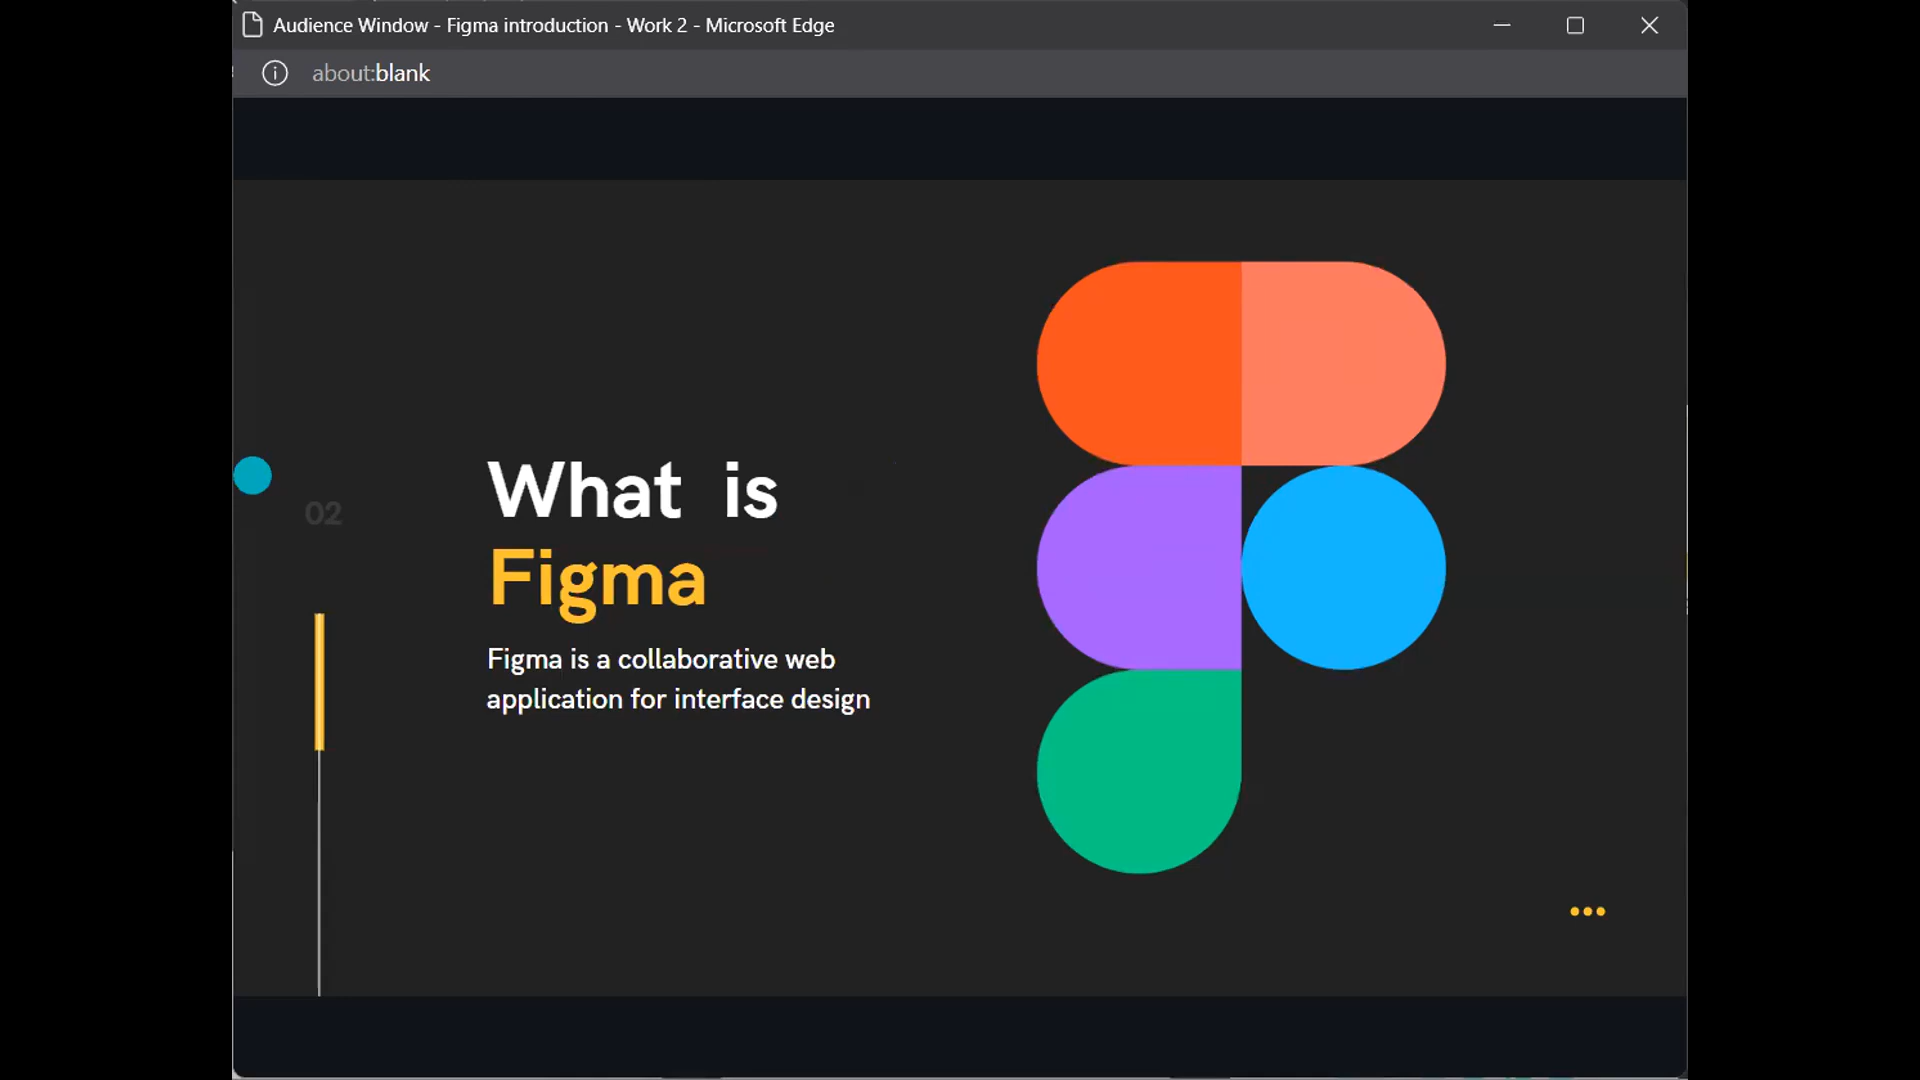 Audience Window - Figma introduction - Work 2 - Microsoft Edge
about:blank
02
What is
Figma
Figma is a collaborative web
application for interface design